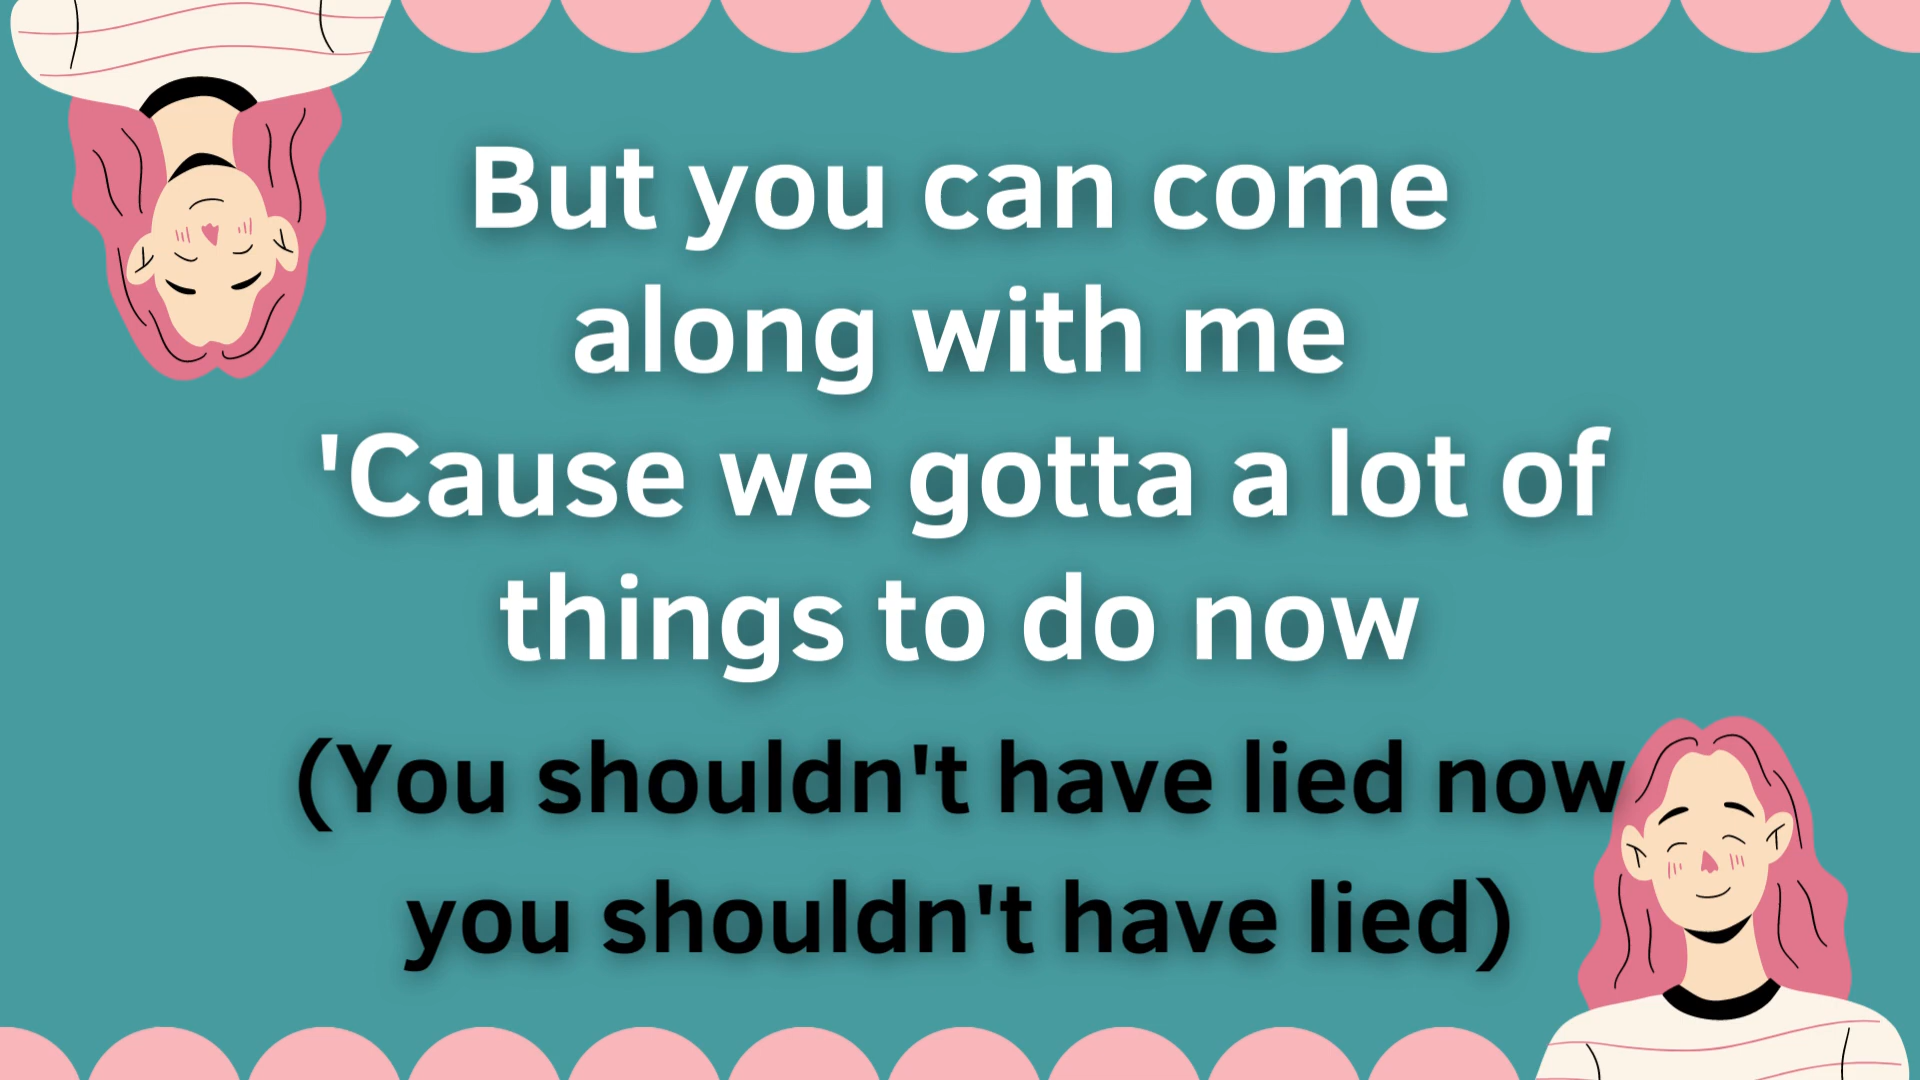 But you can come
along with me
'Cause we gotta a lot of
things to do now
(You shouldn't have lied now
you shouldn't have lied)